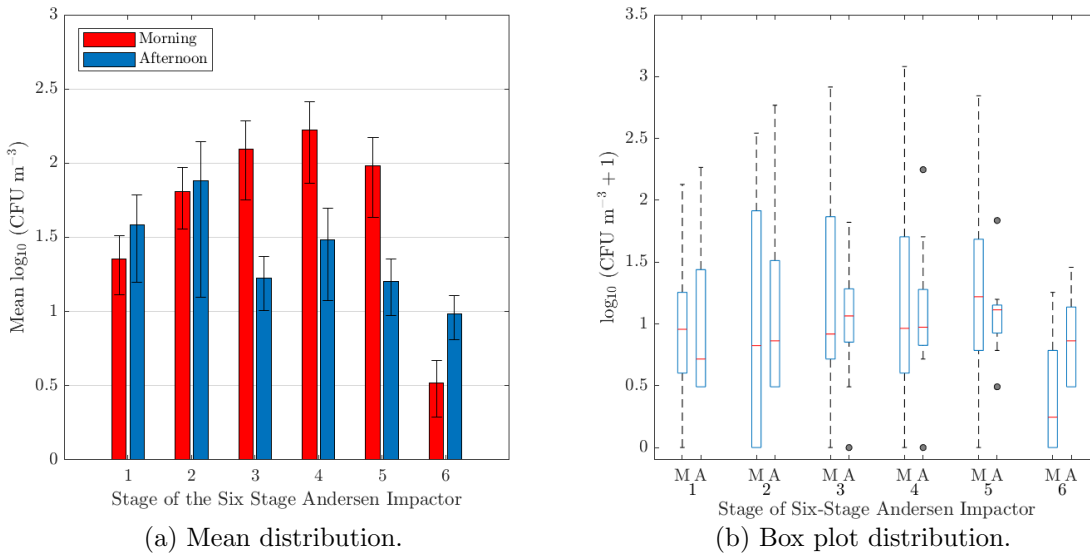 3
2.5
2
1.5
1
0.5
0
Mean log₁₀ (CFU m⁻³)
Morning
Afternoon
1 2 3 4 5 6
Stage of the Six Stage Andersen Impactor
(a) Mean distribution.
3.5
3
2.5
2
1.5
1
0.5
0
log₁₀ (CFU m⁻³ + 1)
M A M A M A M A M A M A
1 2 3 4 5 6
Stage of Six-Stage Andersen Impactor
(b) Box plot distribution.